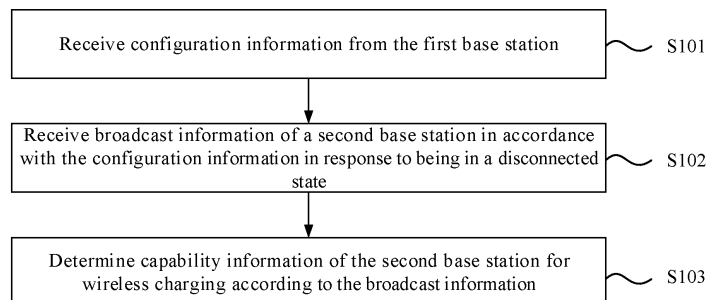 Receive configuration information from the first base station
S101
Receive broadcast information of a second base station in accordance
with the configuration information in response to being in a disconnected
state
S102
Determine capability information of the second base station for
wireless charging according to the broadcast information
S103